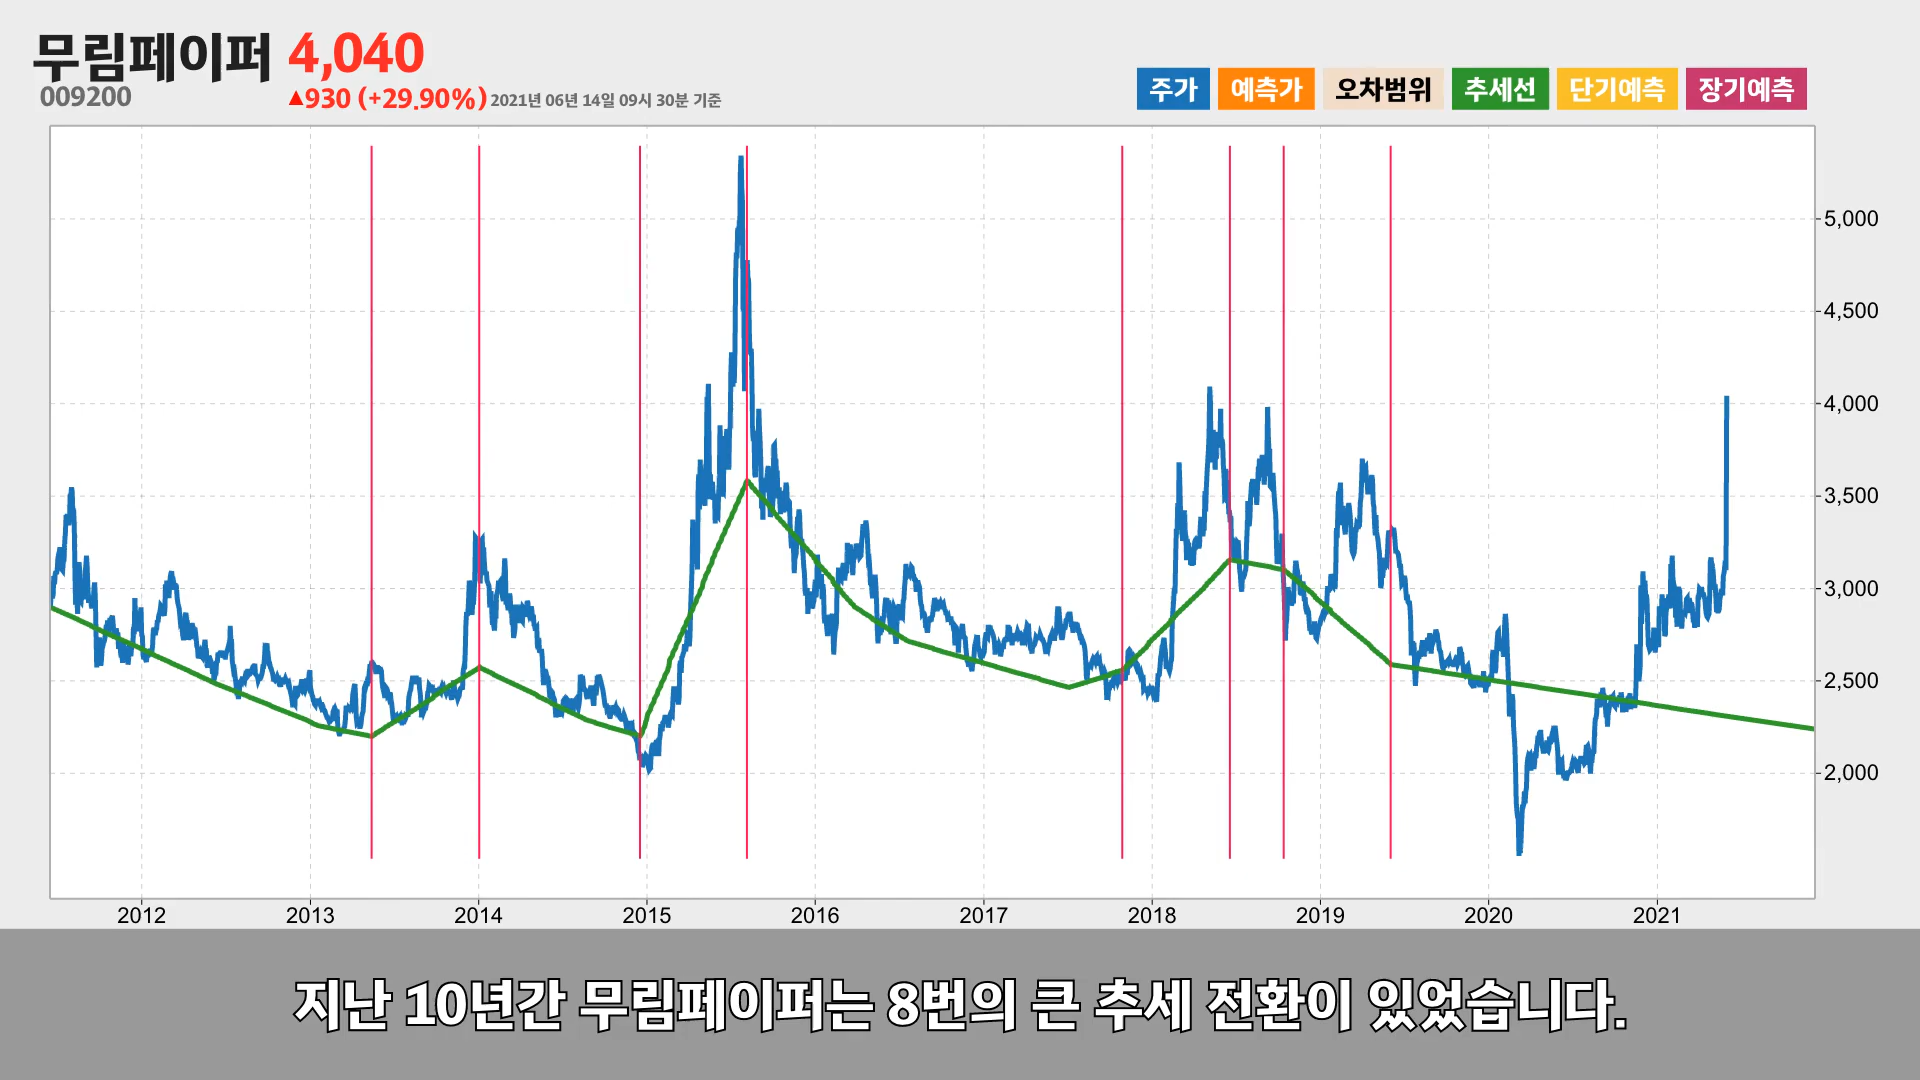 무림페이퍼 4,040
009200 ▲930 (+29.90%) 2021년 06월 14일 09시 30분 기준
주가 예측가 오차범위 추세선 단기예측 장기예측
5,000
4,500
4,000
3,500
3,000
2,500
2,000
2012 2013 2014 2015 2016 2017 2018 2019 2020 2021
지난 10년간 무림페이퍼는 8번의 큰 추세 전환이 있었습니다.